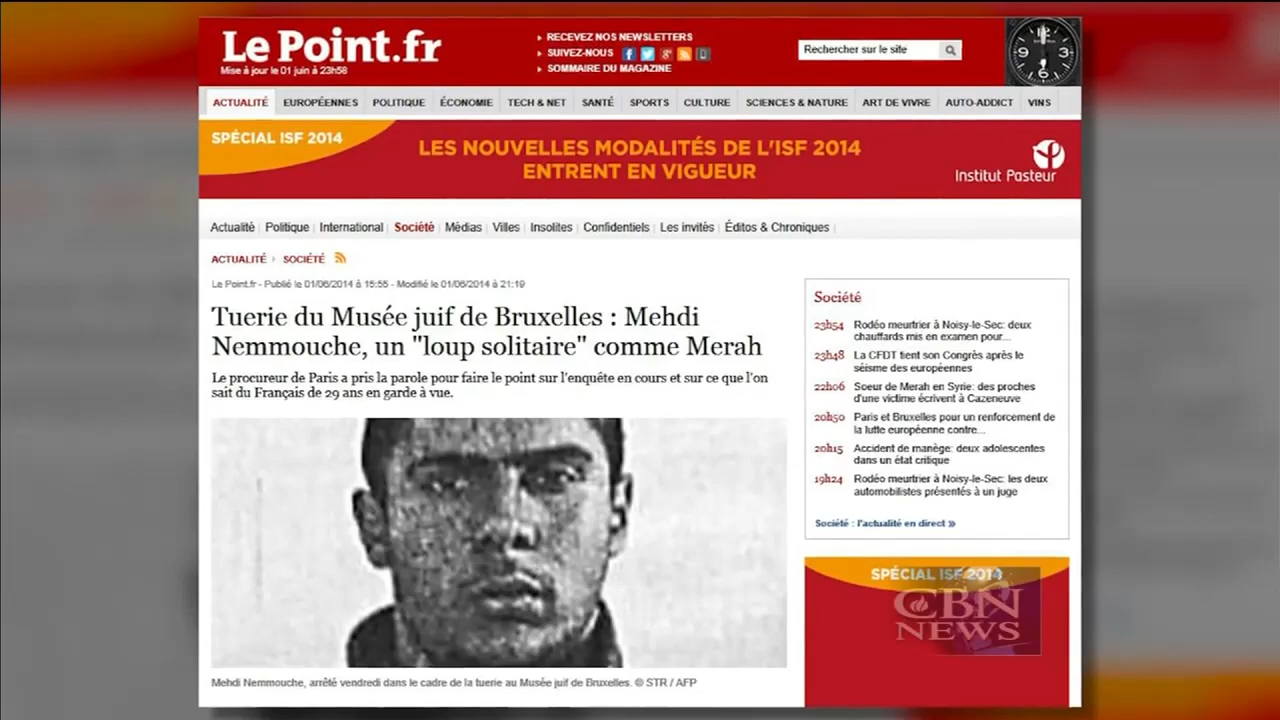 Le Point.fr
Mise à jour le 01 juin à 23h58
RECEVEZ NOS NEWSLETTERS
SUIVEZ-NOUS
SOMMAIRE DU MAGAZINE
Rechercher sur le site
ACTUALITÉ EUROPÉENNES POLITIQUE ÉCONOMIE TECH & NET SANTÉ SPORTS CULTURE SCIENCES & NATURE ART DE VIVRE AUTO-ADDICT VINS
SPÉCIAL ISF 2014
LES NOUVELLES MODALITÉS DE L'ISF 2014
ENTRENT EN VIGUEUR
Institut Pasteur
Actualité Politique International Société Médias Villes Insolites Confidentiels Les invités Éditos & Chroniques
ACTUALITÉ SOCIÉTÉ
Le Point.fr - Publié le 01/06/2014 à 15:55 - Modifié le 01/06/2014 à 21:19
Tuerie du Musée juif de Bruxelles : Mehdi
Nemmouche, un "loup solitaire" comme Merah
Le procureur de Paris a pris la parole pour faire le point sur l'enquête en cours et sur ce que l'on
sait du Français de 29 ans en garde à vue.
Mehdi Nemmouche, arrêté vendredi dans le cadre de la tuerie au Musée juif de Bruxelles. © STR / AFP
Société
23h54 Rodéo meurtrier à Noisy-le-Sec: deux
chauffards mis en examen pour...
23h48 La CFDT tient son Congrès après le
séisme des européennes
22h06 Soeur de Merah en Syrie: des proches
d'une victime écrivent à Cazeneuve
20h50 Paris et Bruxelles pour un renforcement de
la lutte européenne contre...
20h15 Accident de manège: deux adolescentes
dans un état critique
19h24 Rodéo meurtrier à Noisy-le-Sec: les deux
automobilistes présentés à un juge
Société : l'actualité en direct »
SPÉCIAL ISF 2014
CBN
NEWS